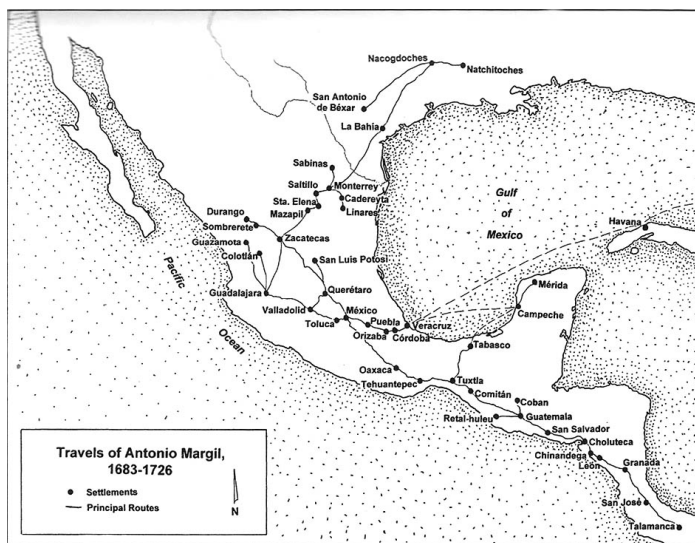 Nacogdoches
Natchitoches
San Antonio
de Béxar
La Bahía
Sabinas
Saltillo
Monterrey
Sta. Elena
Cadereyta
Mazapil
Linares
Gulf
of
Mexico
Havana
Durango
Sombrerete
Guazamota
Zacatecas
Colotlán
San Luis Potosí
Pacific
Ocean
Mérida
Guadalajara
Querétaro
Valladolid
México
Campeche
Toluca
Puebla
Veracruz
Orizaba
Córdoba
Tabasco
Oaxaca
Tehuantepec
Tuxtla
Comitán
Coban
Retal-huleu
Guatemala
San Salvador
Choluteca
Chinandega
León
Granada
San José
Talamanca
Travels of Antonio Margil,
1683-1726
Settlements
Principal Routes
N